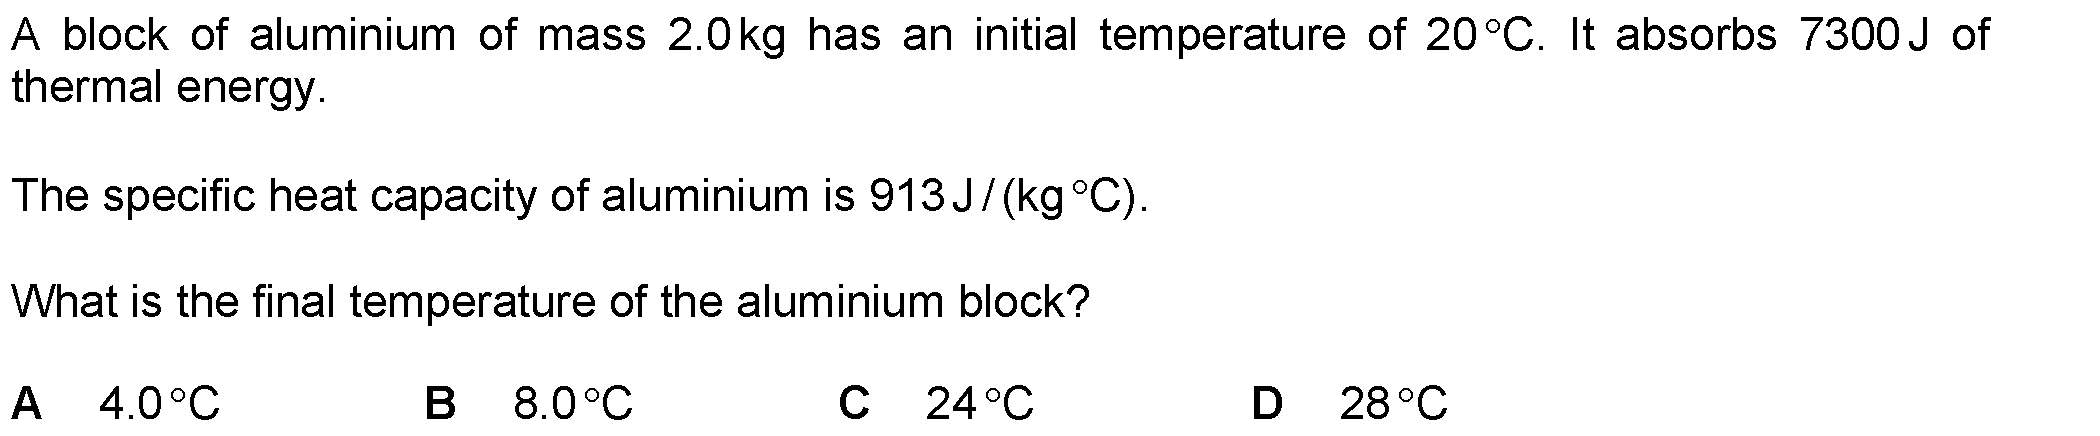 A block of aluminium of mass 2.0 kg has an initial temperature of 20 °C. It absorbs 7300 J of
thermal energy.
The specific heat capacity of aluminium is 913 J / (kg °C).
What is the final temperature of the aluminium block?
A 4.0 °C B 8.0 °C C 24 °C D 28 °C